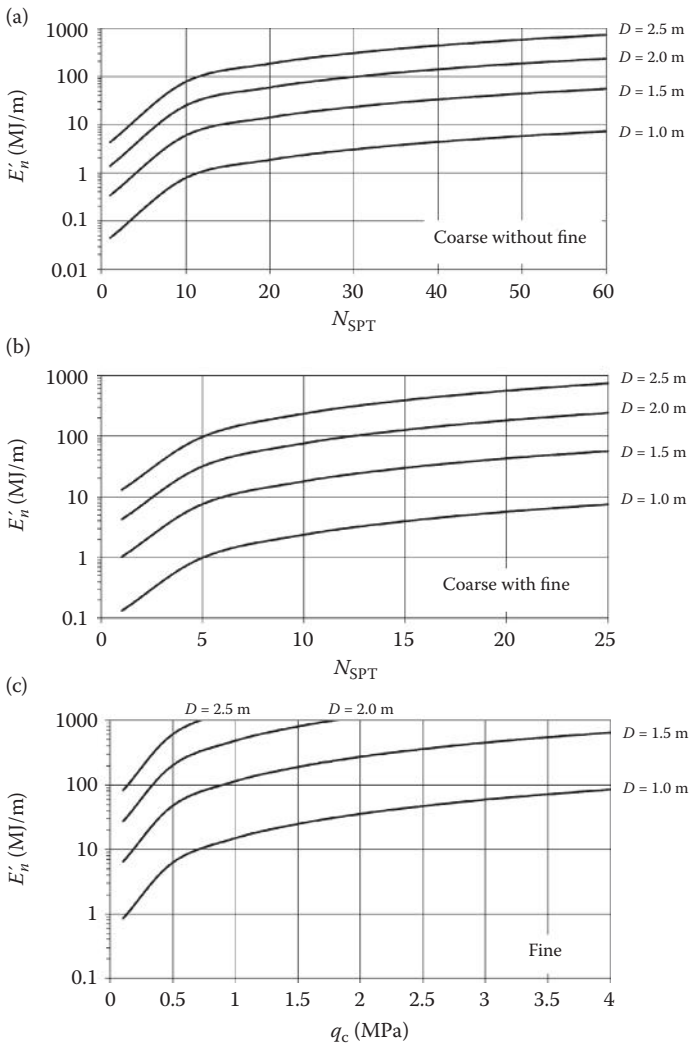 (a)
1000
100
10
1
0.1
0.01
E′n (MJ/m)
D = 2.5 m
D = 2.0 m
D = 1.5 m
D = 1.0 m
Coarse without fine
0 10 20 30 40 50 60
NSPT
(b)
1000
100
10
1
0.1
E′n (MJ/m)
D = 2.5 m
D = 2.0 m
D = 1.5 m
D = 1.0 m
Coarse with fine
0 5 10 15 20 25
NSPT
(c)
D = 2.5 m D = 2.0 m
1000
100
10
1
0.1
E′n (MJ/m)
D = 1.5 m
D = 1.0 m
Fine
0 0.5 1 1.5 2 2.5 3 3.5 4
qc (MPa)